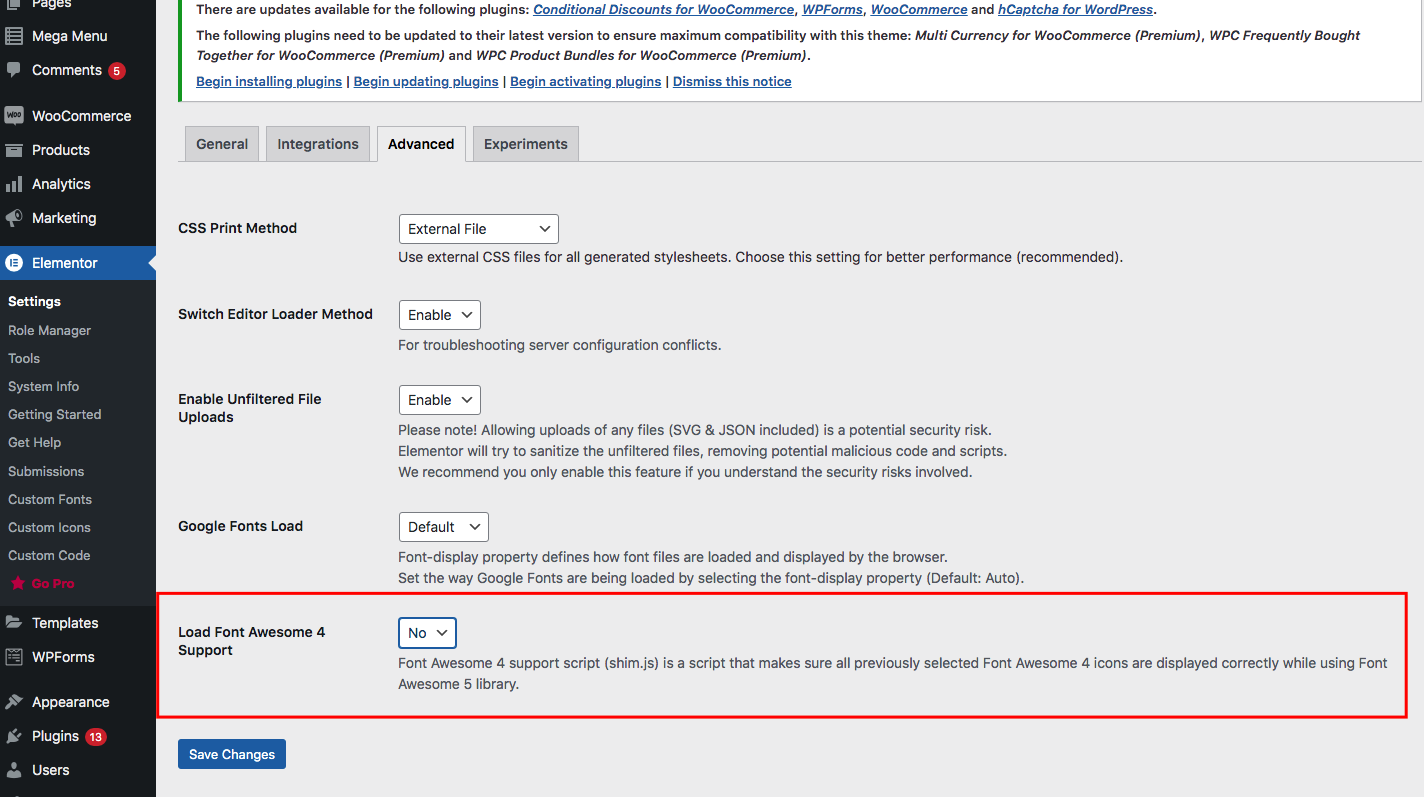 Pages
Mega Menu
Comments 5
WooCommerce
Products
Analytics
Marketing
Elementor
Settings
Role Manager
Tools
System Info
Getting Started
Get Help
Submissions
Custom Fonts
Custom Icons
Custom Code
Go Pro
Templates
WPForms
Appearance
Plugins 13
Users
There are updates available for the following plugins: Conditional Discounts for WooCommerce, WPForms, WooCommerce and hCaptcha for WordPress.
The following plugins need to be updated to their latest version to ensure maximum compatibility with this theme: Multi Currency for WooCommerce (Premium), WPC Frequently Bought
Together for WooCommerce (Premium) and WPC Product Bundles for WooCommerce (Premium).
Begin installing plugins | Begin updating plugins | Begin activating plugins | Dismiss this notice
General Integrations Advanced Experiments
CSS Print Method External File
Use external CSS files for all generated stylesheets. Choose this setting for better performance (recommended).
Switch Editor Loader Method Enable
For troubleshooting server configuration conflicts.
Enable Unfiltered File
Uploads
Enable
Please note! Allowing uploads of any files (SVG & JSON included) is a potential security risk.
Elementor will try to sanitize the unfiltered files, removing potential malicious code and scripts.
We recommend you only enable this feature if you understand the security risks involved.
Google Fonts Load Default
Font-display property defines how font files are loaded and displayed by the browser.
Set the way Google Fonts are being loaded by selecting the font-display property (Default: Auto).
Load Font Awesome 4
Support
No
Font Awesome 4 support script (shim.js) is a script that makes sure all previously selected Font Awesome 4 icons are displayed correctly while using Font
Awesome 5 library.
Save Changes